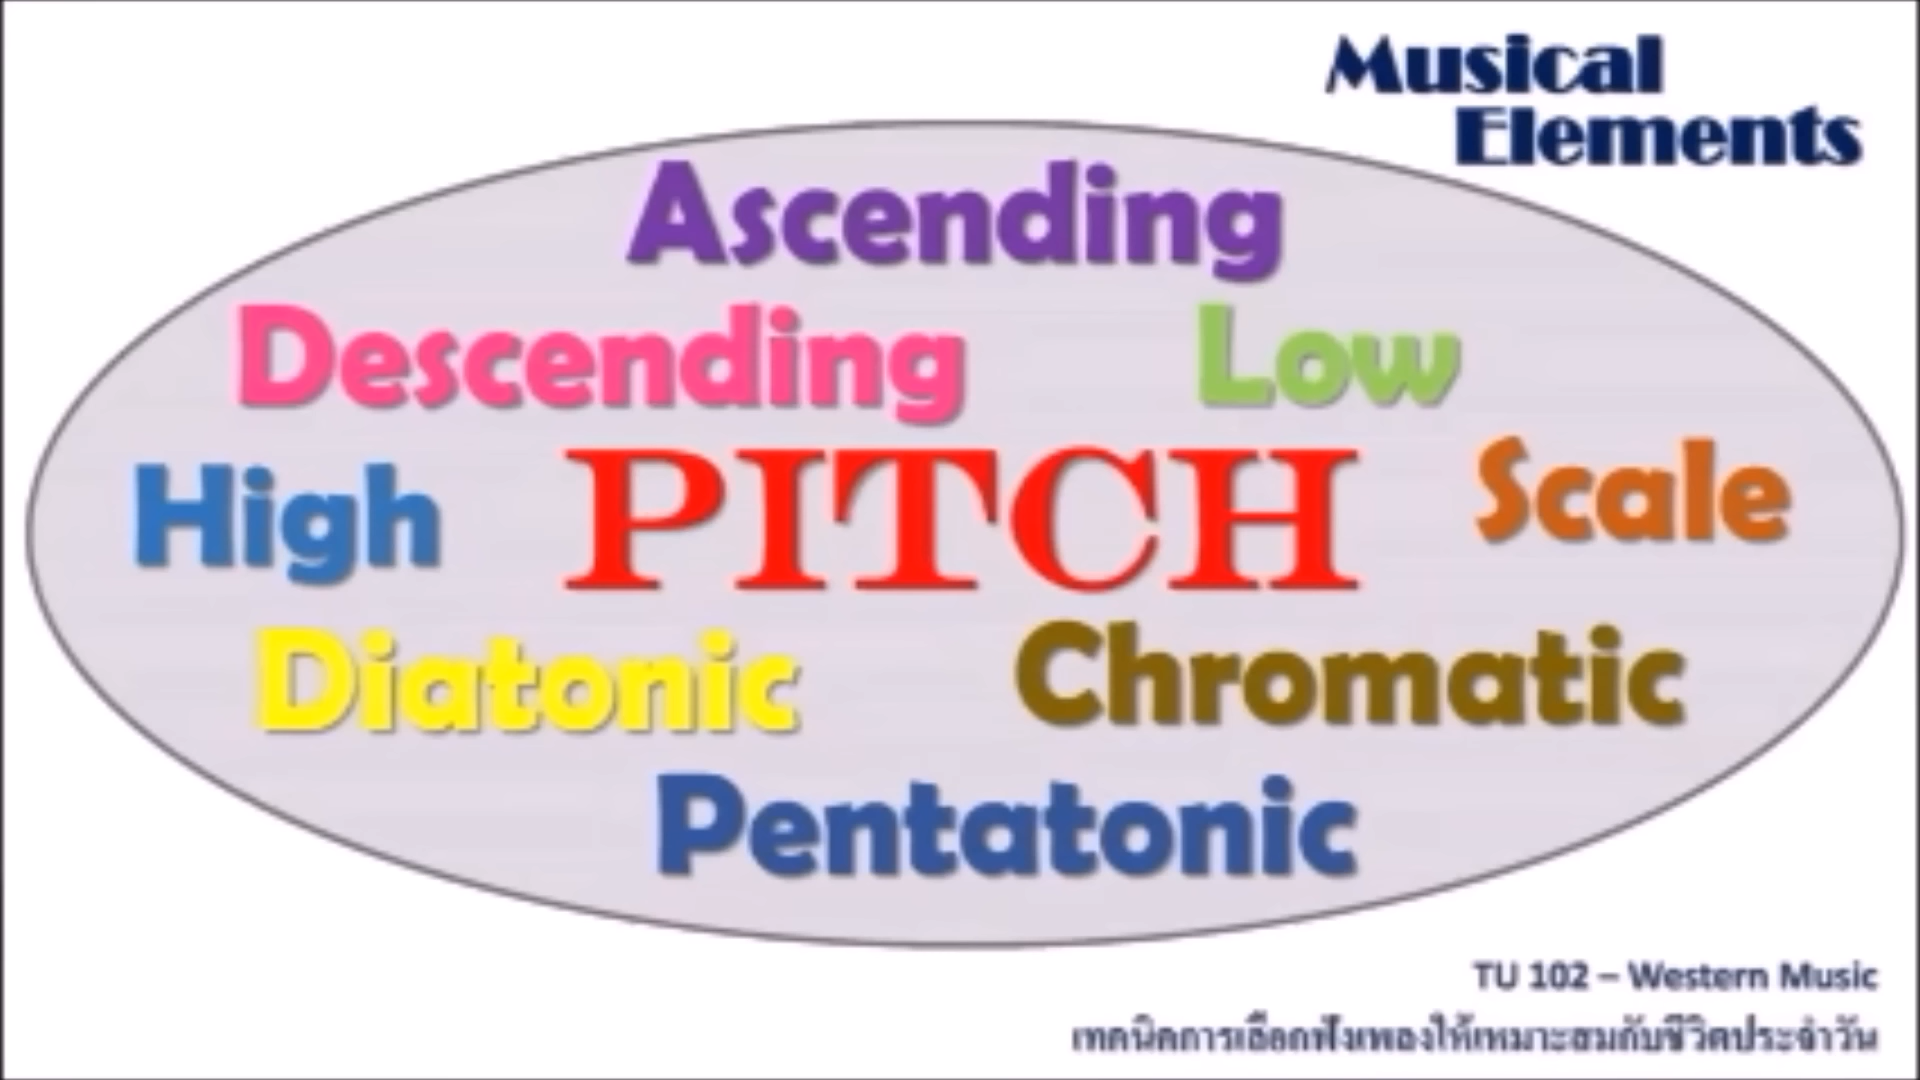 Musical
Elements
Ascending
Descending Low
High PITCH Scale
Diatonic Chromatic
Pentatonic
TU 102 – Western Music
เทคนิคการเลือกฟังเพลงให้เหมาะสมกับชีวิตประจำวัน